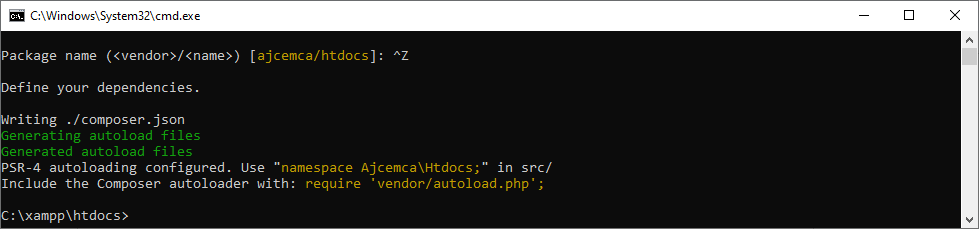 C:\Windows\System32\cmd.exe
Package name (<vendor>/<name>) [ajcemca/htdocs]: ^Z
Define your dependencies.
Writing ./composer.json
Generating autoload files
Generated autoload files
PSR-4 autoloading configured. Use "namespace Ajcemca\Htdocs;" in src/
Include the Composer autoloader with: require 'vendor/autoload.php';
C:\xampp\htdocs>